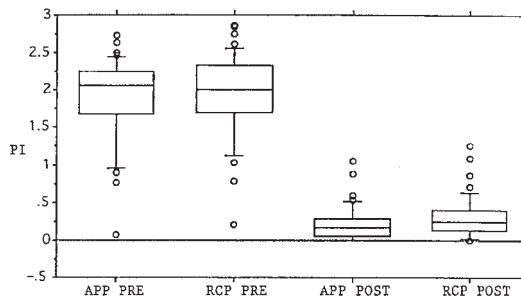 3
2.5
2
1.5
PI
1
.5
0
-.5
APP PRE
RCP PRE
APP POST
RCP POST